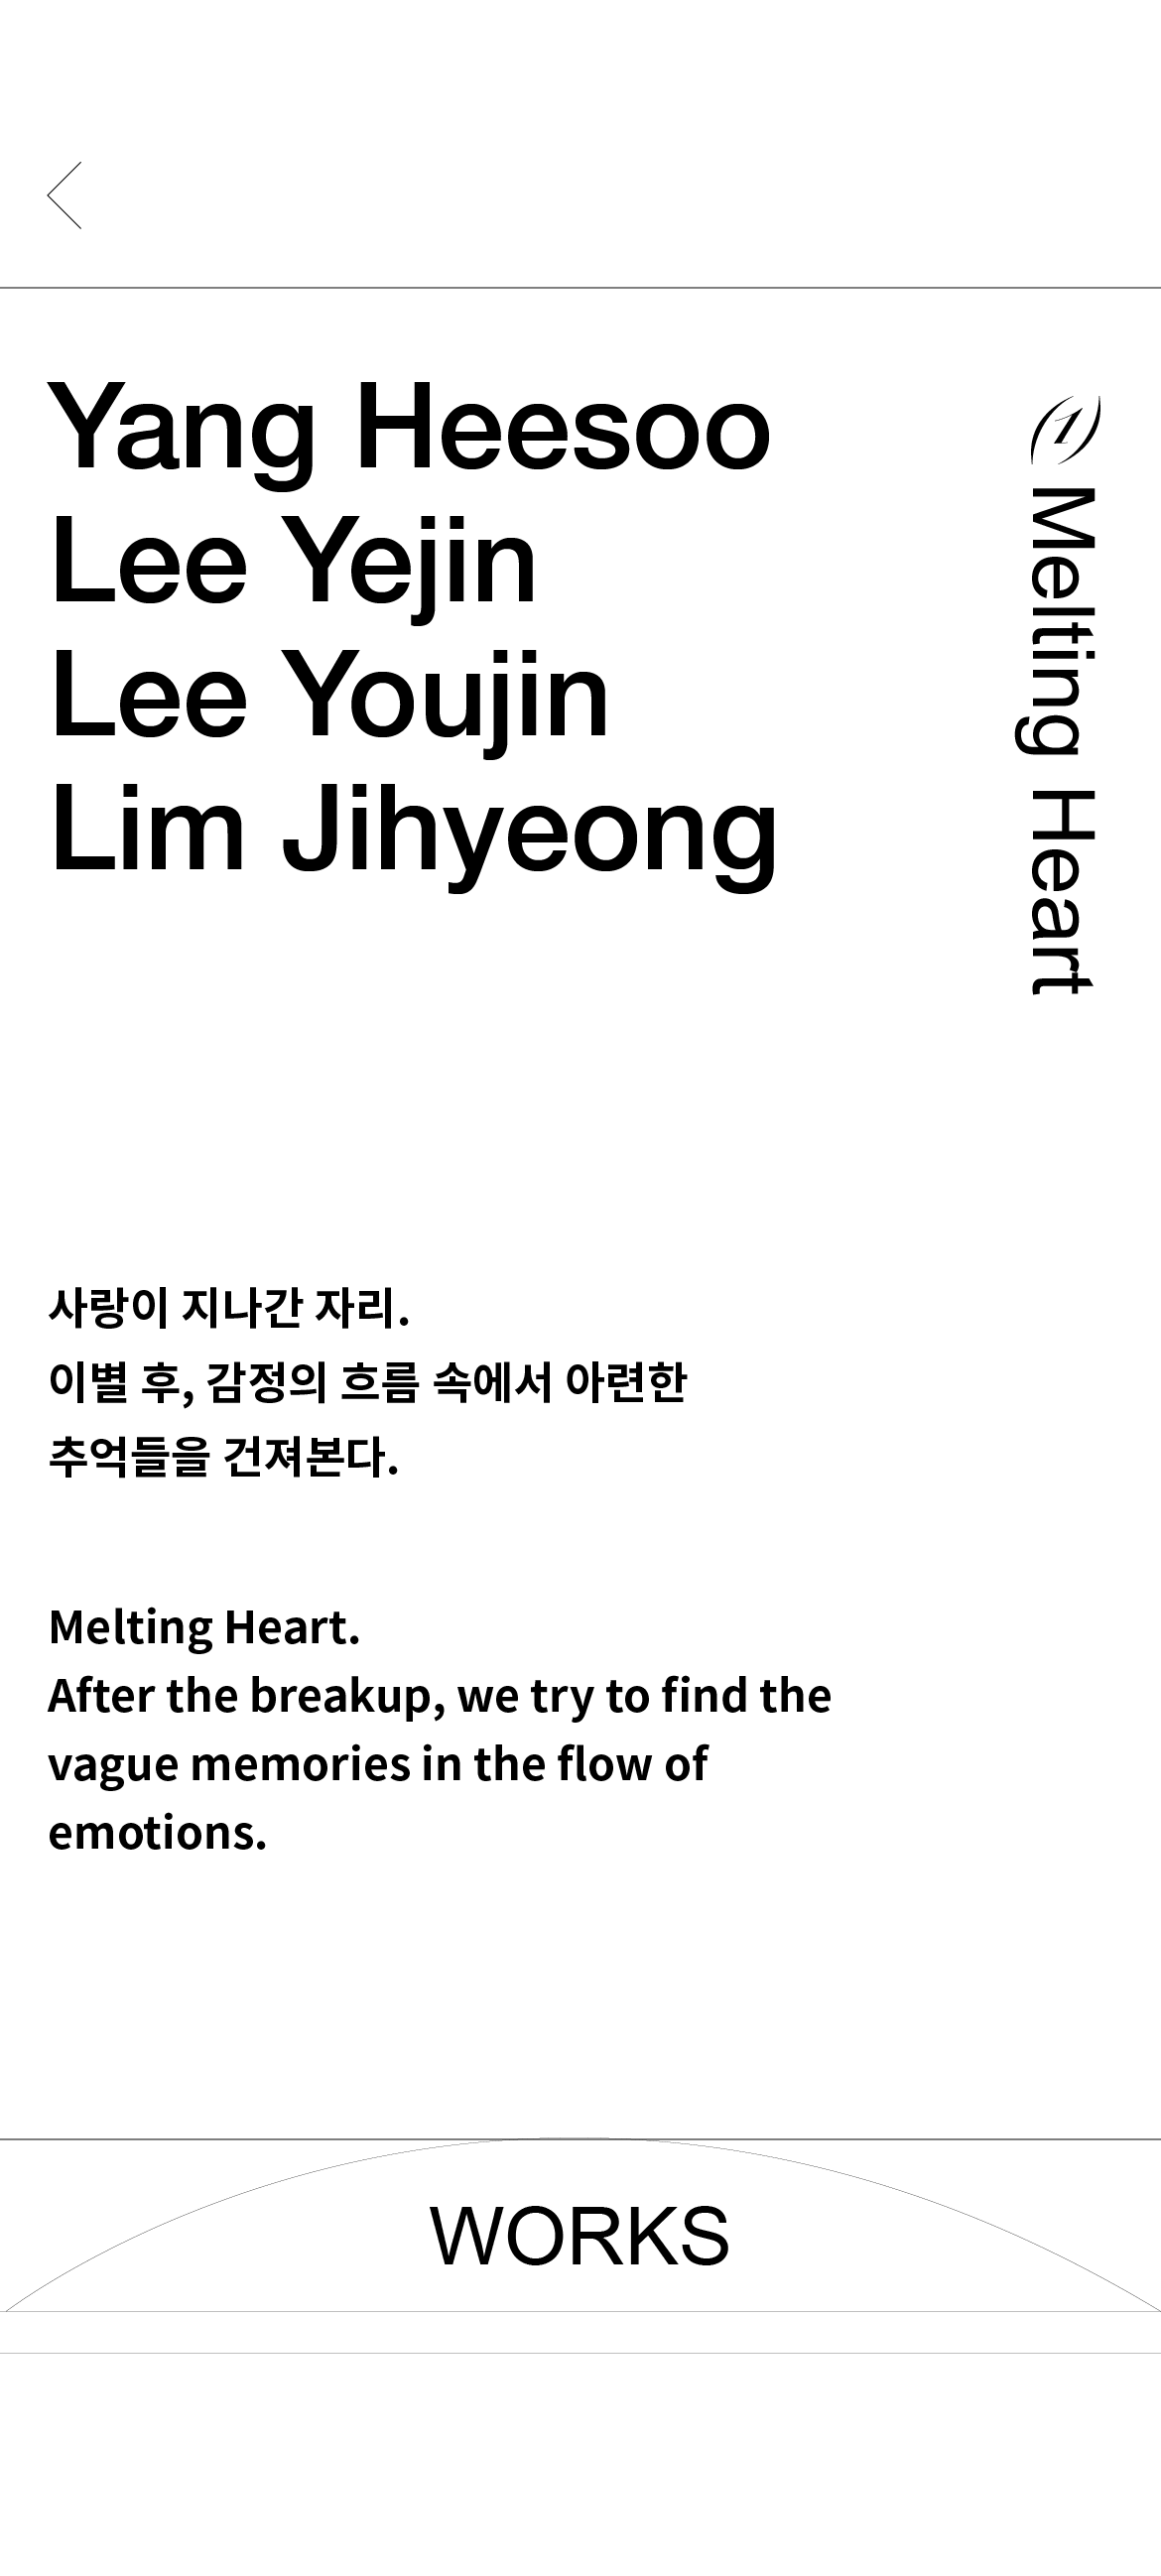 Yang Heesoo
Lee Yejin
Lee Youjin
Lim Jihyeong
(1) Melting Heart
사랑이 지나간 자리.
이별 후, 감정의 흐름 속에서 아련한
추억들을 건져본다.
Melting Heart.
After the breakup, we try to find the
vague memories in the flow of
emotions.
WORKS